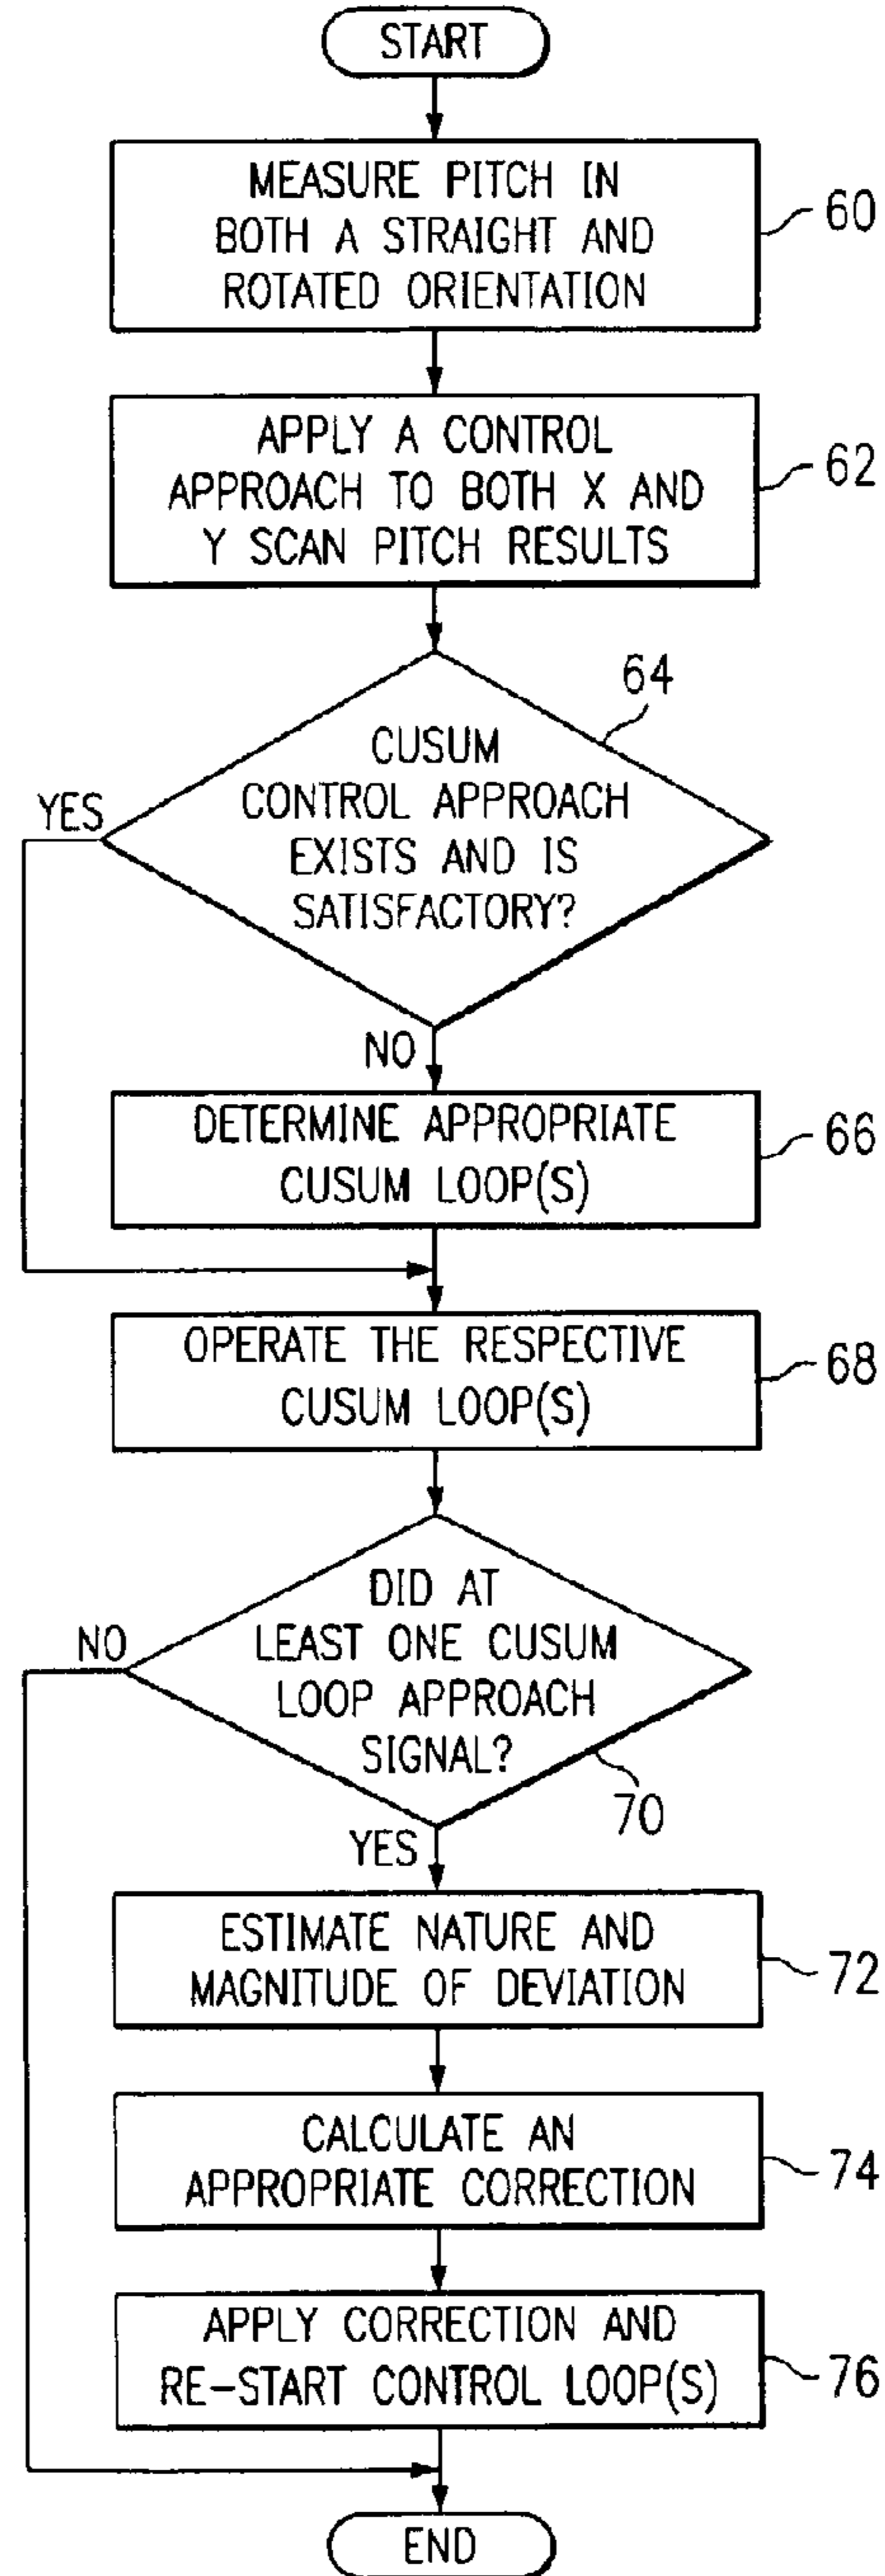 START
MEASURE PITCH IN
BOTH A STRAIGHT AND
ROTATED ORIENTATION
60
APPLY A CONTROL
APPROACH TO BOTH X AND
Y SCAN PITCH RESULTS
62
64
CUSUM
CONTROL APPROACH
EXISTS AND IS
SATISFACTORY?
YES
NO
DETERMINE APPROPRIATE
CUSUM LOOP(S)
66
OPERATE THE RESPECTIVE
CUSUM LOOP(S)
68
DID AT
LEAST ONE CUSUM
LOOP APPROACH
SIGNAL?
NO
70
YES
ESTIMATE NATURE AND
MAGNITUDE OF DEVIATION
72
CALCULATE AN
APPROPRIATE CORRECTION
74
APPLY CORRECTION AND
RE-START CONTROL LOOP(S)
76
END